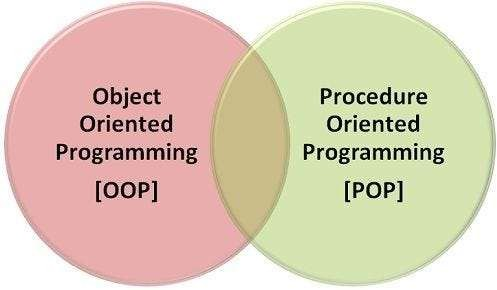 Object
Oriented
Programming
[OOP]
Procedure
Oriented
Programming
[POP]